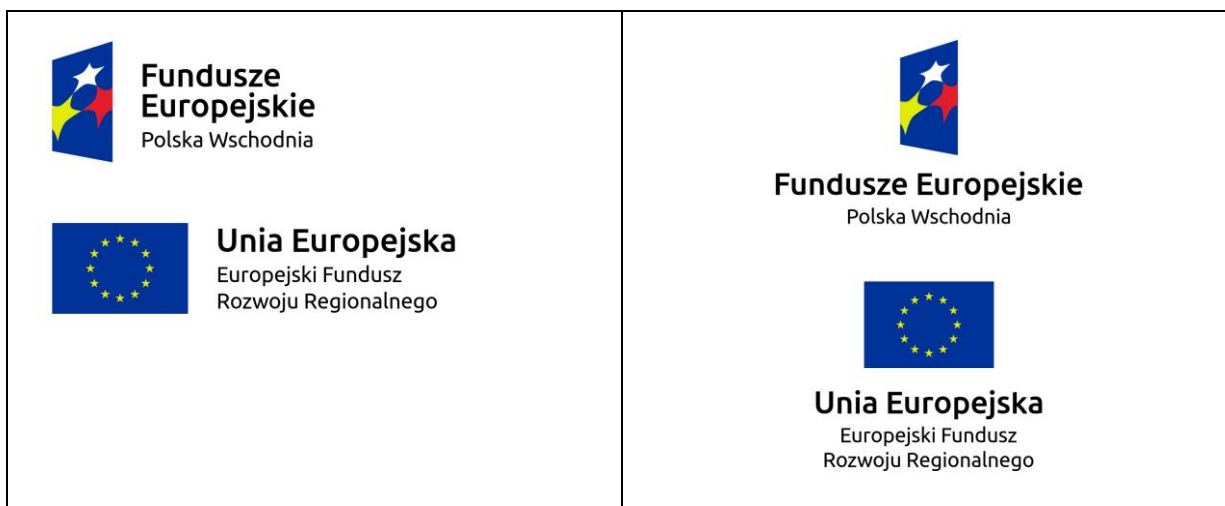 Fundusze
Europejskie
Polska Wschodnia
Unia Europejska
Europejski Fundusz
Rozwoju Regionalnego
Fundusze Europejskie
Polska Wschodnia
Unia Europejska
Europejski Fundusz
Rozwoju Regionalnego